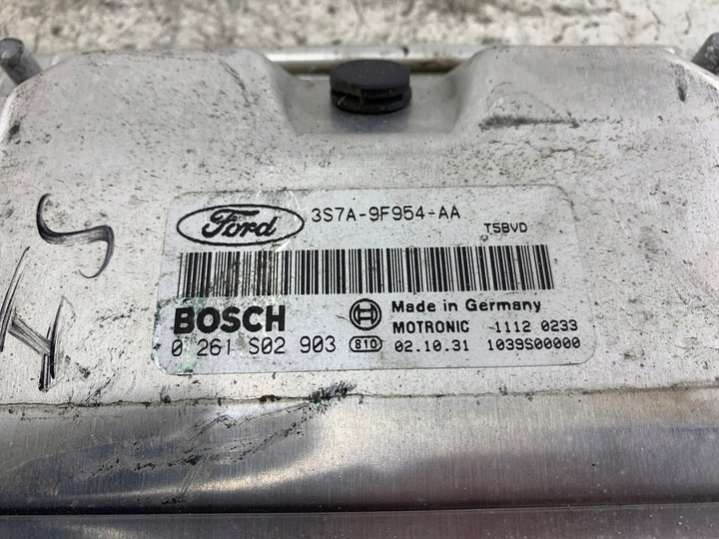 Ford 3S7A-9F954-AA
T5BVD
BOSCH Made in Germany
MOTRONIC 1112 0233
0 261 S02 903 810 02.10.31 1039S00000